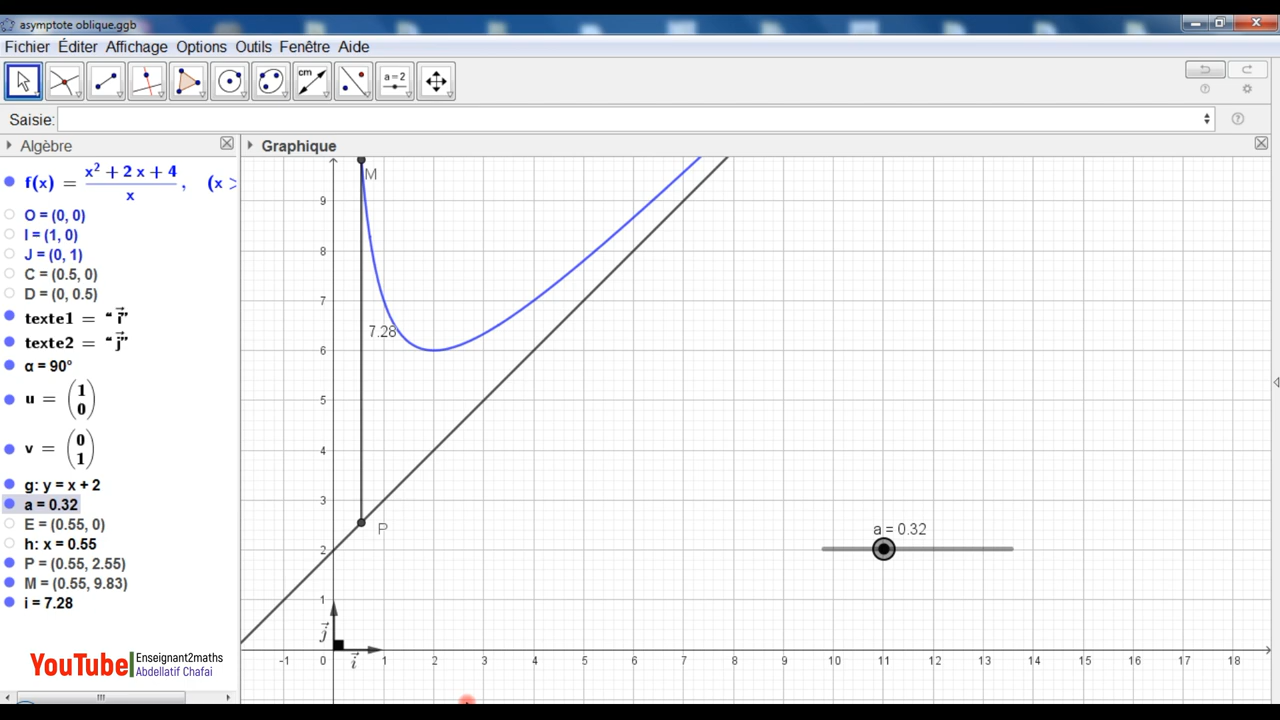 asymptote oblique.ggb
Fichier Éditer Affichage Options Outils Fenêtre Aide
cm
a = 2
Saisie:
Algèbre
Graphique
f(x) = (x² + 2 x + 4)/x , (x >
O = (0, 0)
I = (1, 0)
J = (0, 1)
C = (0.5, 0)
D = (0, 0.5)
texte1 = “ i⃗”
texte2 = “ j⃗”
α = 90°
u = (1 0)
v = (0 1)
g: y = x + 2
a = 0.32
E = (0.55, 0)
h: x = 0.55
P = (0.55, 2.55)
M = (0.55, 9.83)
i = 7.28
YouTube
Enseignant2maths
Abdellatif Chafai
M
9
8
7
7.28
6
5
4
3
P
a = 0.32
2
1
j⃗
i⃗
-1 0 1 2 3 4 5 6 7 8 9 10 11 12 13 14 15 16 17 18